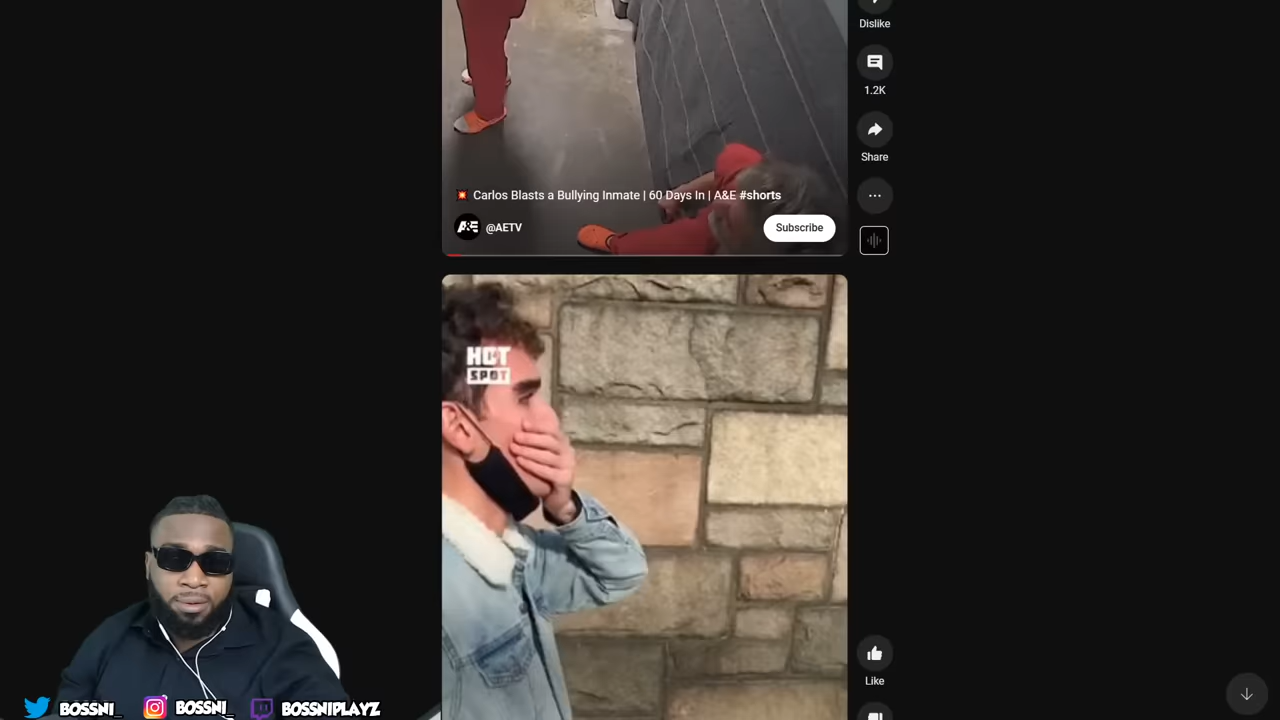 Dislike
1.2K
Share
💥 Carlos Blasts a Bullying Inmate | 60 Days In | A&E #shorts
A&E @AETV
Subscribe
HOT
SPOT
Like
BOSSNI_ BOSSNI_ BOSSNIPLAYZ